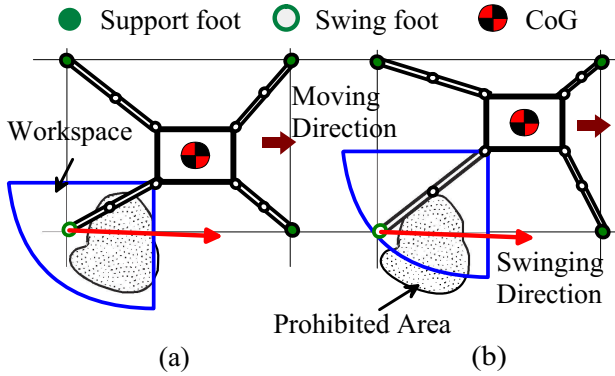 Support foot Swing foot CoG
Moving
Direction
Workspace
Swinging
Direction
Prohibited Area
(a) (b)